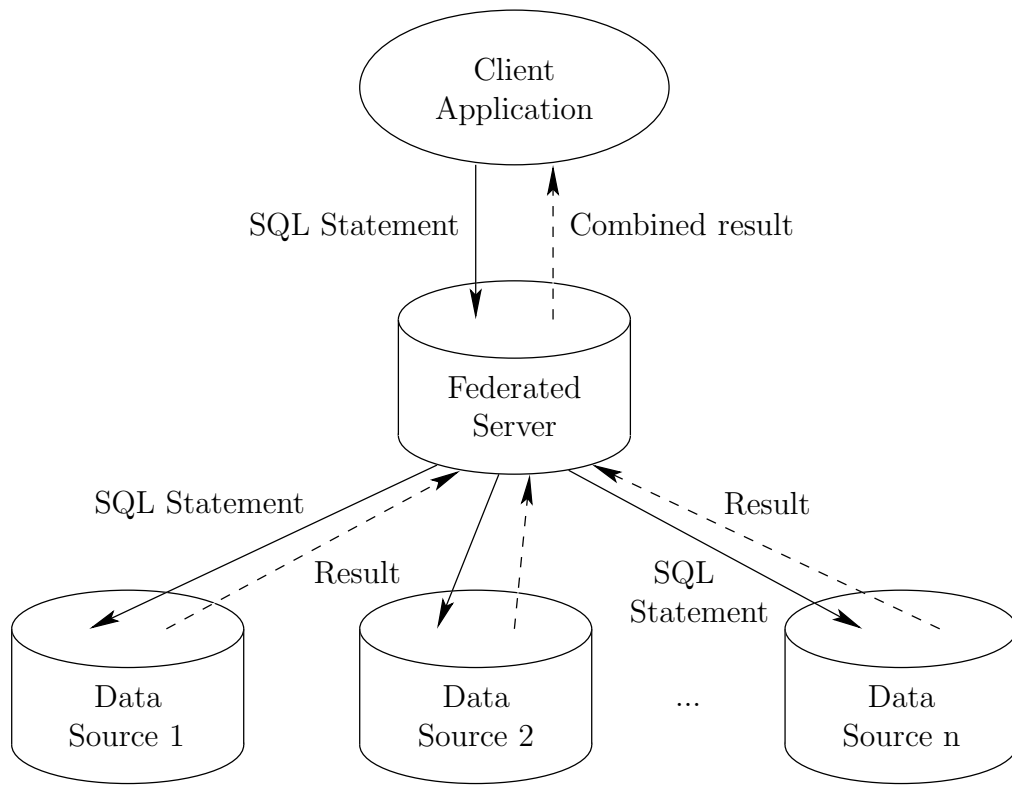 Client
Application
SQL Statement
Combined result
Federated
Server
SQL Statement
Result
Result
SQL
Statement
Data
Source 1
Data
Source 2
...
Data
Source n